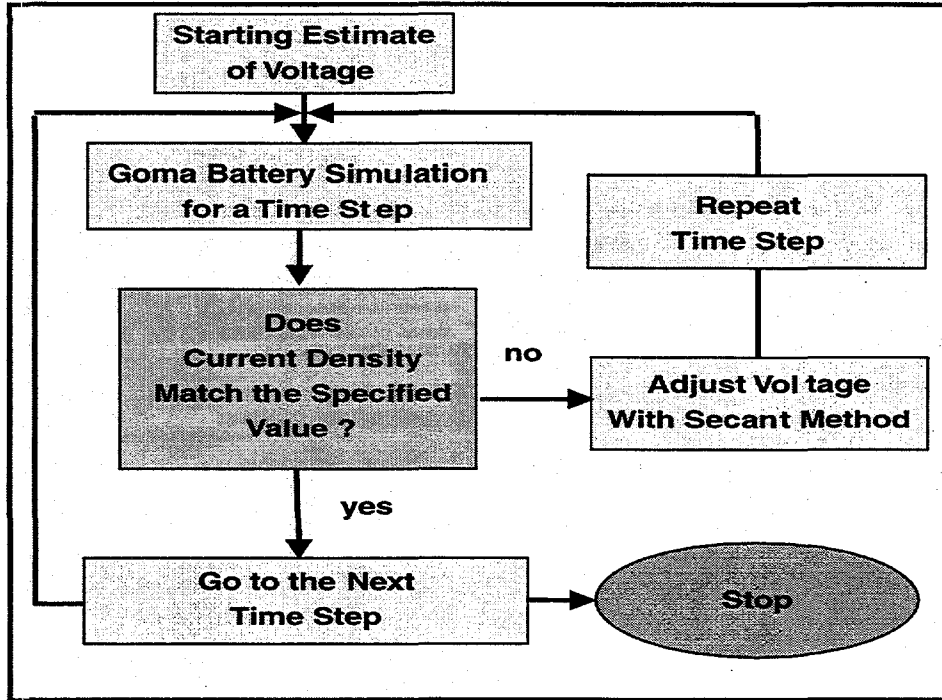 Starting Estimate
of Voltage
Goma Battery Simulation
for a Time Step
Repeat
Time Step
Does
Current Density
Match the Specified
Value ?
no
Adjust Voltage
With Secant Method
yes
Go to the Next
Time Step
Stop